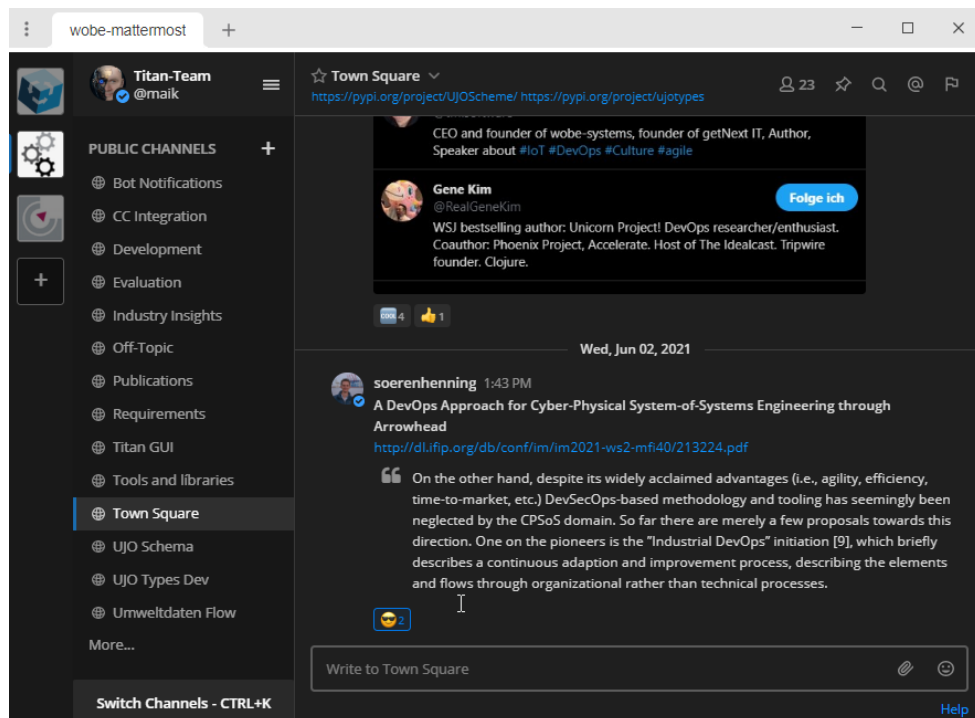 wobe-mattermost
Titan-Team
@maik
PUBLIC CHANNELS
Bot Notifications
CC Integration
Development
Evaluation
Industry Insights
Off-Topic
Publications
Requirements
Titan GUI
Tools and libraries
Town Square
UJO Schema
UJO Types Dev
Umweltdaten Flow
More...
Switch Channels - CTRL+K
Town Square
https://pypi.org/project/UJOScheme/ https://pypi.org/project/ujotypes
23
CEO and founder of wobe-systems, founder of getNext IT, Author,
Speaker about #IoT #DevOps #Culture #agile
Gene Kim
@RealGeneKim
Folge ich
WSJ bestselling author: Unicorn Project! DevOps researcher/enthusiast.
Coauthor: Phoenix Project, Accelerate. Host of The Idealcast. Tripwire
founder. Clojure.
COOL 4 1
Wed, Jun 02, 2021
soerenhenning 1:43 PM
A DevOps Approach for Cyber-Physical System-of-Systems Engineering through
Arrowhead
http://dl.ifip.org/db/conf/im/im2021-ws2-mfi40/213224.pdf
On the other hand, despite its widely acclaimed advantages (i.e., agility, efficiency,
time-to-market, etc.) DevSecOps-based methodology and tooling has seemingly been
neglected by the CPSoS domain. So far there are merely a few proposals towards this
direction. One on the pioneers is the "Industrial DevOps" initiation [9], which briefly
describes a continuous adaption and improvement process, describing the elements
and flows through organizational rather than technical processes.
2
Write to Town Square
Help